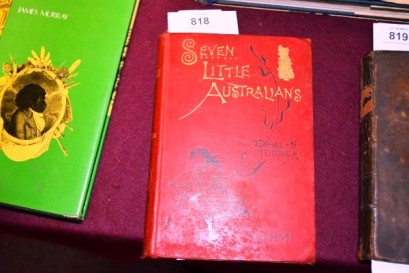 JAMES MURRAY
818
819
SEVEN
LITTLE
AUSTRALIANS
ETHEL·S
TURNER